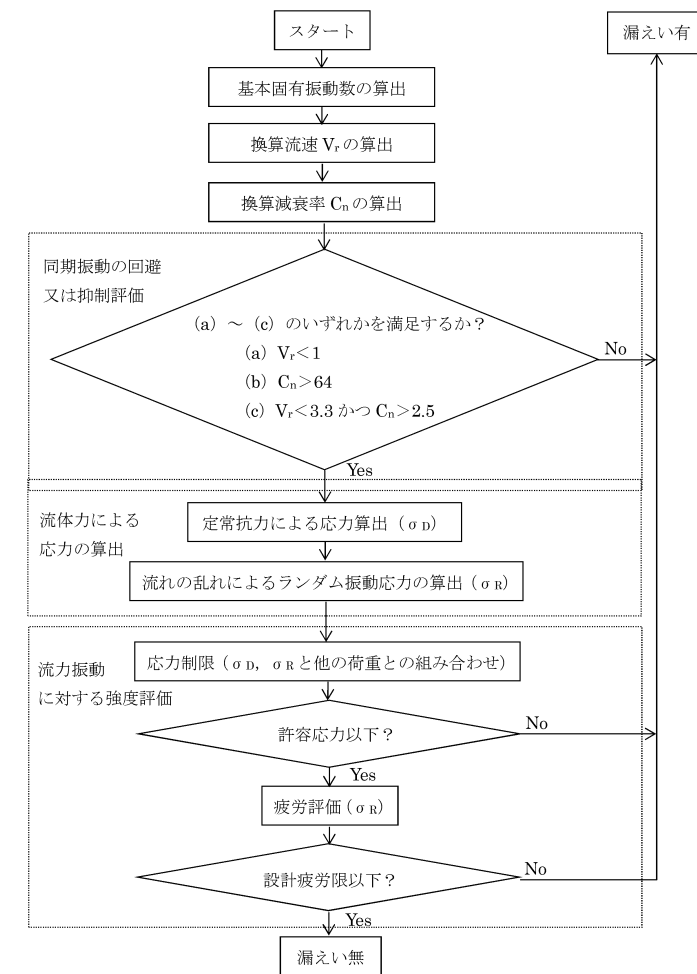 スタート
漏えい有
基本固有振動数の算出
換算流速 Vrの算出
換算減衰率 Cnの算出
同期振動の回避
又は抑制評価
(a) ~ (c) のいずれかを満足するか?
(a) Vr<1
(b) Cn>64
(c) Vr<3.3 かつ Cn>2.5
No
Yes
流体力による
応力の算出
定常抗力による応力算出(σD)
流れの乱れによるランダム振動応力の算出(σR)
流力振動
に対する強度評価
応力制限(σD, σRと他の荷重との組み合わせ)
許容応力以下?
No
Yes
疲労評価(σR)
設計疲労限以下?
No
Yes
漏えい無